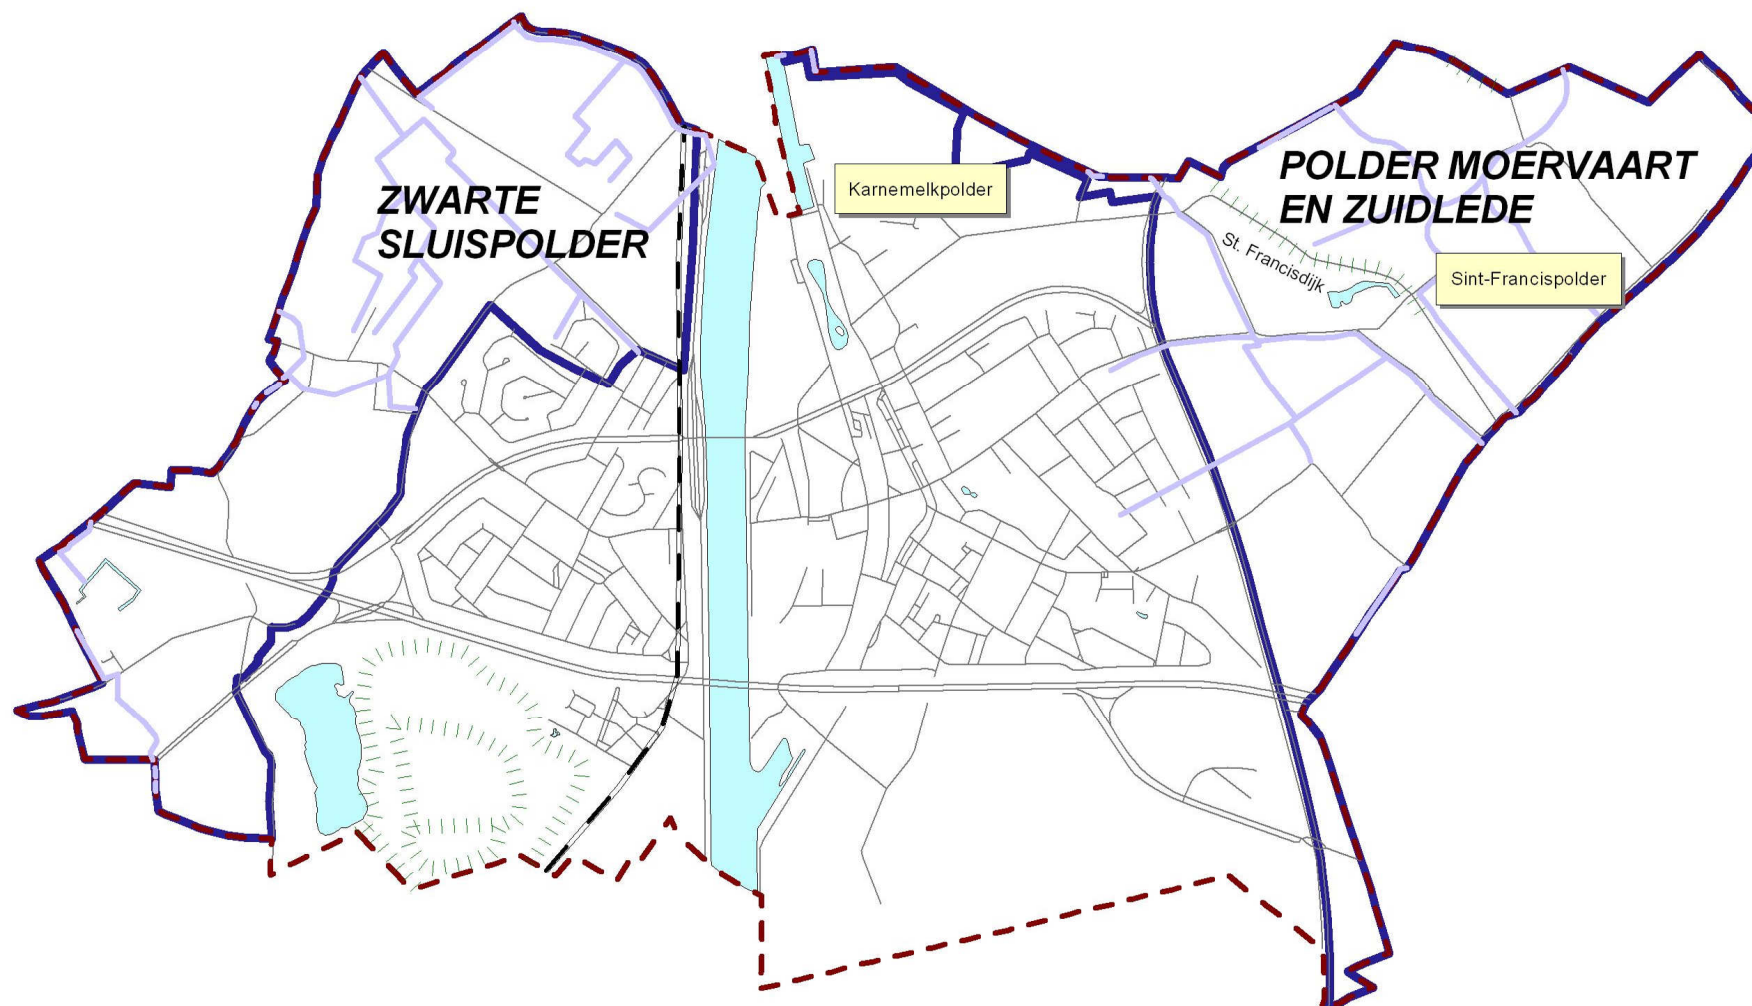 ZWARTE
SLUISPOLDER
Karnemelkpolder
POLDER MOERVAART
EN ZUIDLEDE
St. Francisdijk
Sint-Francispolder